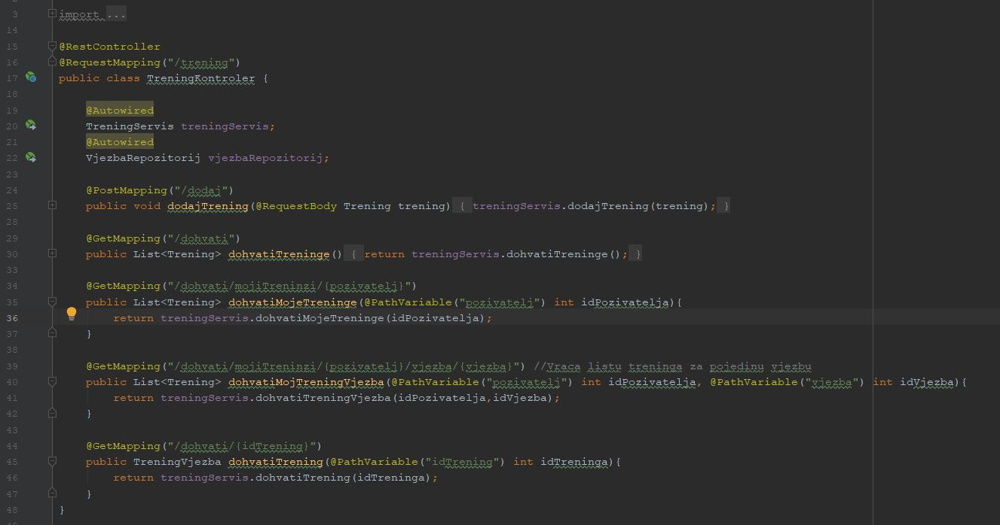 3 import ...
14
15 @RestController
16 @RequestMapping("/trening")
17 public class TreningKontroler {
18
19 @Autowired
20 TreningServis treningServis;
21 @Autowired
22 VjezbaRepozitorij vjezbaRepozitorij;
23
24 @PostMapping("/dodaj")
25 public void dodajTrening(@RequestBody Trening trening) { treningServis.dodajTrening(trening); }
28
29 @GetMapping("/dohvati")
30 public List<Trening> dohvatiTreninge() { return treningServis.dohvatiTreninge(); }
33
34 @GetMapping("/dohvati/mojiTreninzi/{pozivatelj}")
35 public List<Trening> dohvatiMojeTreninge(@PathVariable("pozivatelj") int idPozivatelja){
36 return treningServis.dohvatiMojeTreninge(idPozivatelja);
37 }
38
39 @GetMapping("/dohvati/mojiTreninzi/{pozivatelj}/vjezba/{vjezba}") //Vraca listu treninga za pojedinu vjezbu
40 public List<Trening> dohvatiMojTreningVjezba(@PathVariable("pozivatelj") int idPozivatelja, @PathVariable("vjezba") int idVjezba){
41 return treningServis.dohvatiTreningVjezba(idPozivatelja,idVjezba);
42 }
43
44 @GetMapping("/dohvati/{idTrening}")
45 public TreningVjezba dohvatiTrening(@PathVariable("idTrening") int idTreninga){
46 return treningServis.dohvatiTrening(idTreninga);
47 }
48 }